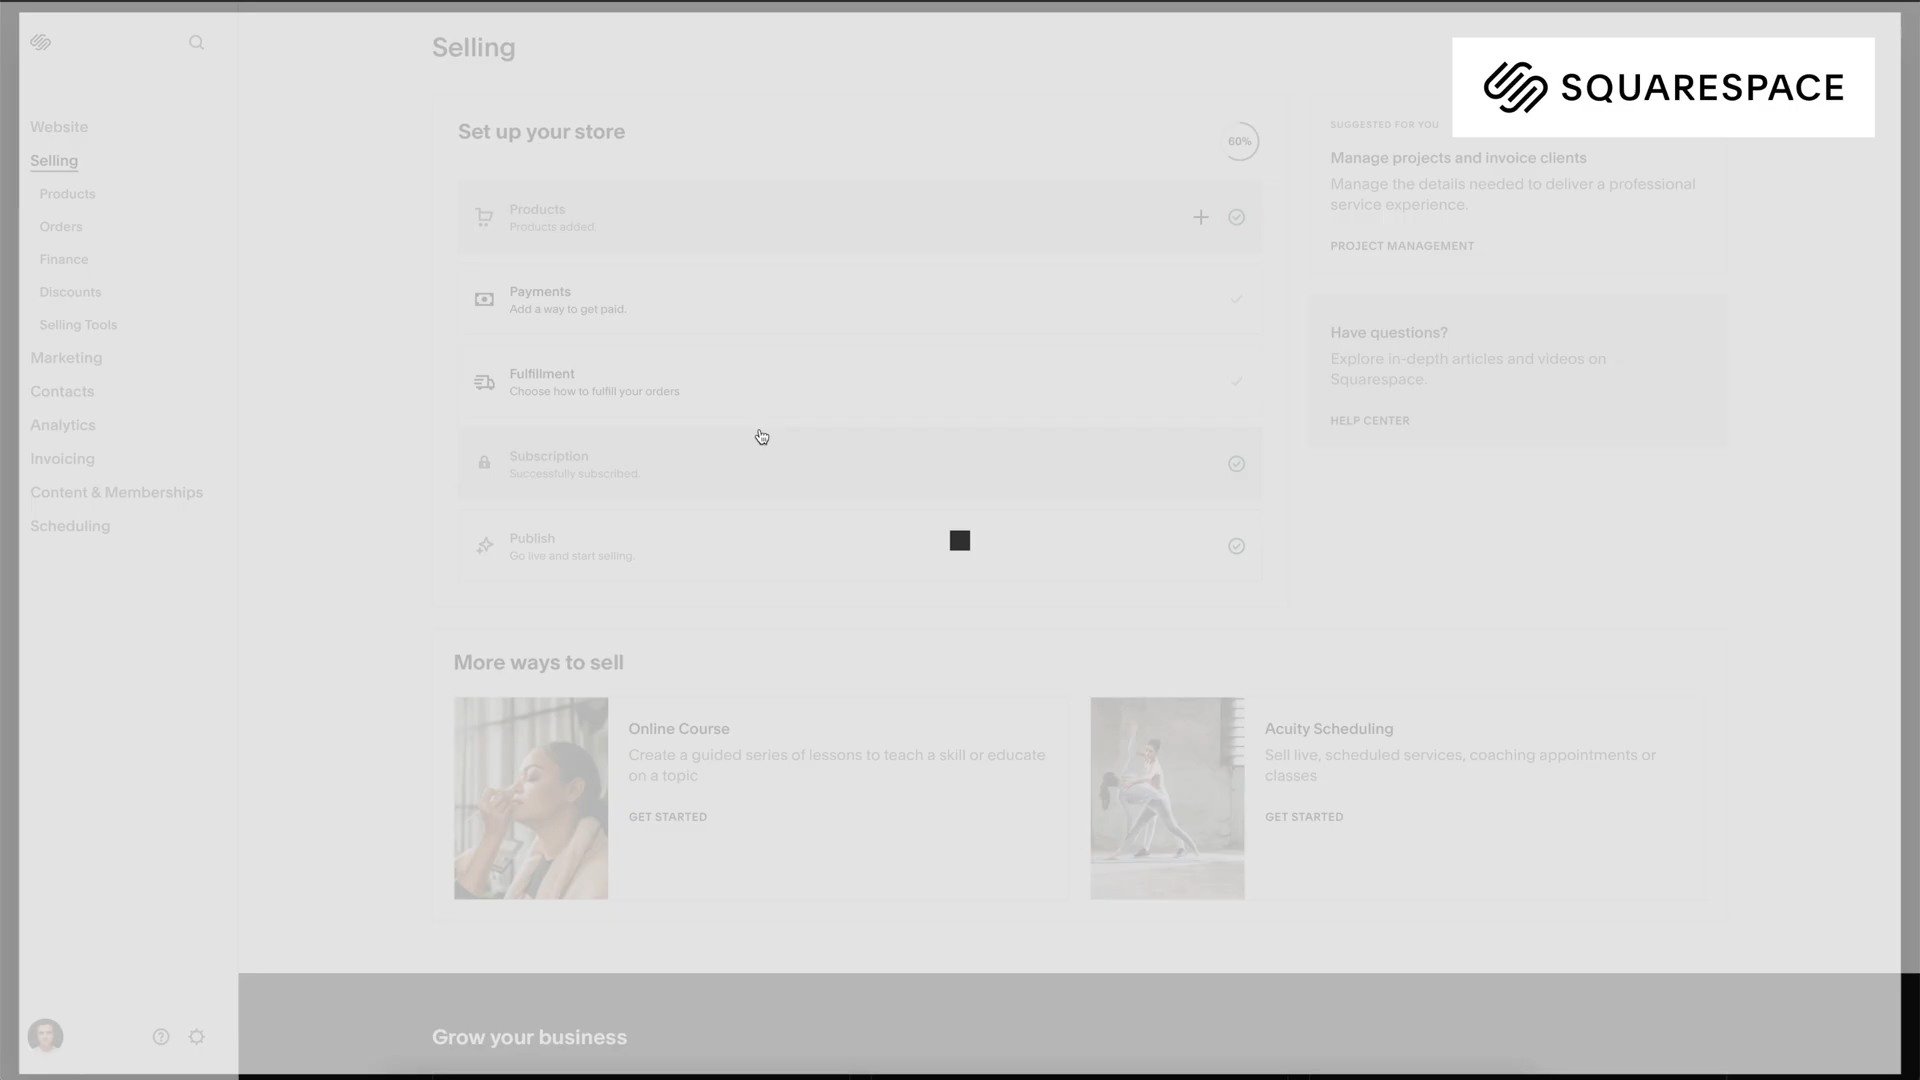 Selling
SQUARESPACE
Website
Selling
Products
Orders
Finance
Discounts
Selling Tools
Marketing
Contacts
Analytics
Invoicing
Content & Memberships
Scheduling
Set up your store
60%
Products
Products added.
Payments
Add a way to get paid.
Fulfillment
Choose how to fulfill your orders
Subscription
Successfully subscribed.
Publish
Go live and start selling.
SUGGESTED FOR YOU
Manage projects and invoice clients
Manage the details needed to deliver a professional
service experience.
PROJECT MANAGEMENT
Have questions?
Explore in-depth articles and videos on
Squarespace.
HELP CENTER
More ways to sell
Online Course
Create a guided series of lessons to teach a skill or educate
on a topic
GET STARTED
Acuity Scheduling
Sell live, scheduled services, coaching appointments or
classes
GET STARTED
Grow your business